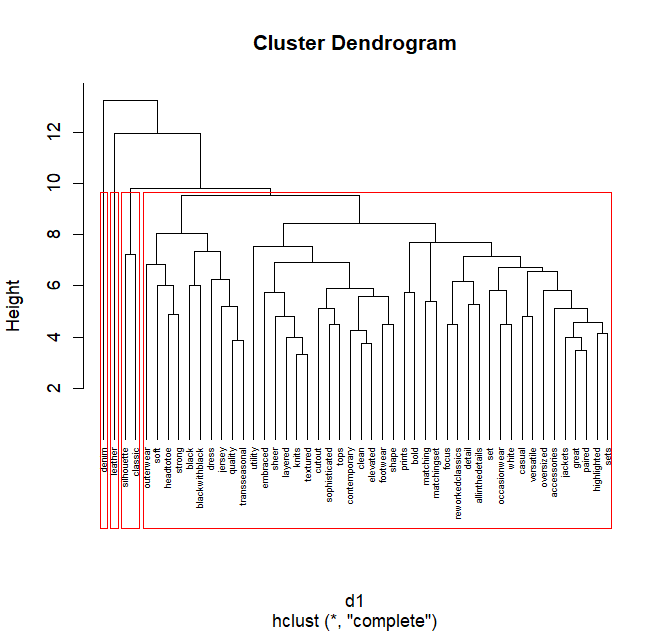 Cluster Dendrogram
Height
2
4
6
8
10
12
denim
leather
silhouette
classic
outerwear
soft
headtotoe
strong
black
blackwithblack
dress
jersey
quality
transseasonal
utility
embraced
sheer
layered
knits
textured
cutout
sophisticated
tops
contemporary
clean
elevated
footwear
shape
prints
bold
matching
matchingset
focus
reworkedclassics
detail
allinthedetails
set
occasionwear
white
casual
versatile
oversized
accessories
jackets
great
paired
highlighted
sets
d1
hclust (*, "complete")